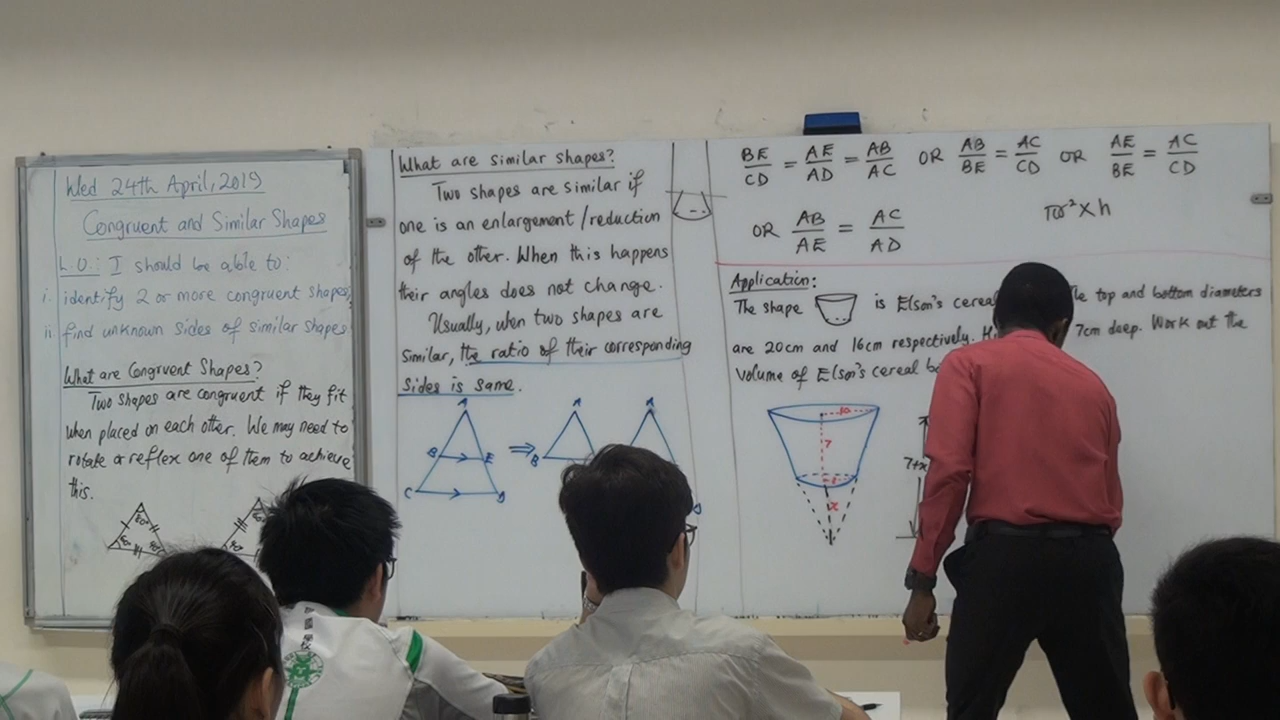 Wed 24th April, 2019
Congruent and Similar Shapes
L.O.: I should be able to:
i. identify 2 or more congruent shapes;
ii. find unknown sides of similar shapes
What are Congruent Shapes?
Two shapes are congruent if they fit
when placed on each other. We may need to
rotate or reflex one of them to achieve
this.
What are similar shapes?
Two shapes are similar if
one is an enlargement/reduction
of the other. When this happens
their angles does not change.
Usually, wen two shapes are
similar, the ratio of their corresponding
sides is same.
A
B E
C D
⇒
A
B
A
D
BE/CD = AE/AD = AB/AC OR AB/BE = AC/CD OR AE/BE = AC/CD
OR AB/AE = AC/AD
πr²×h
Application:
The shape is Elson's cereal The top and bottom diameters
are 20cm and 16cm respectively. 7cm deep. Work out the
Volume of Elson's cereal
10
7
8
x
7+x